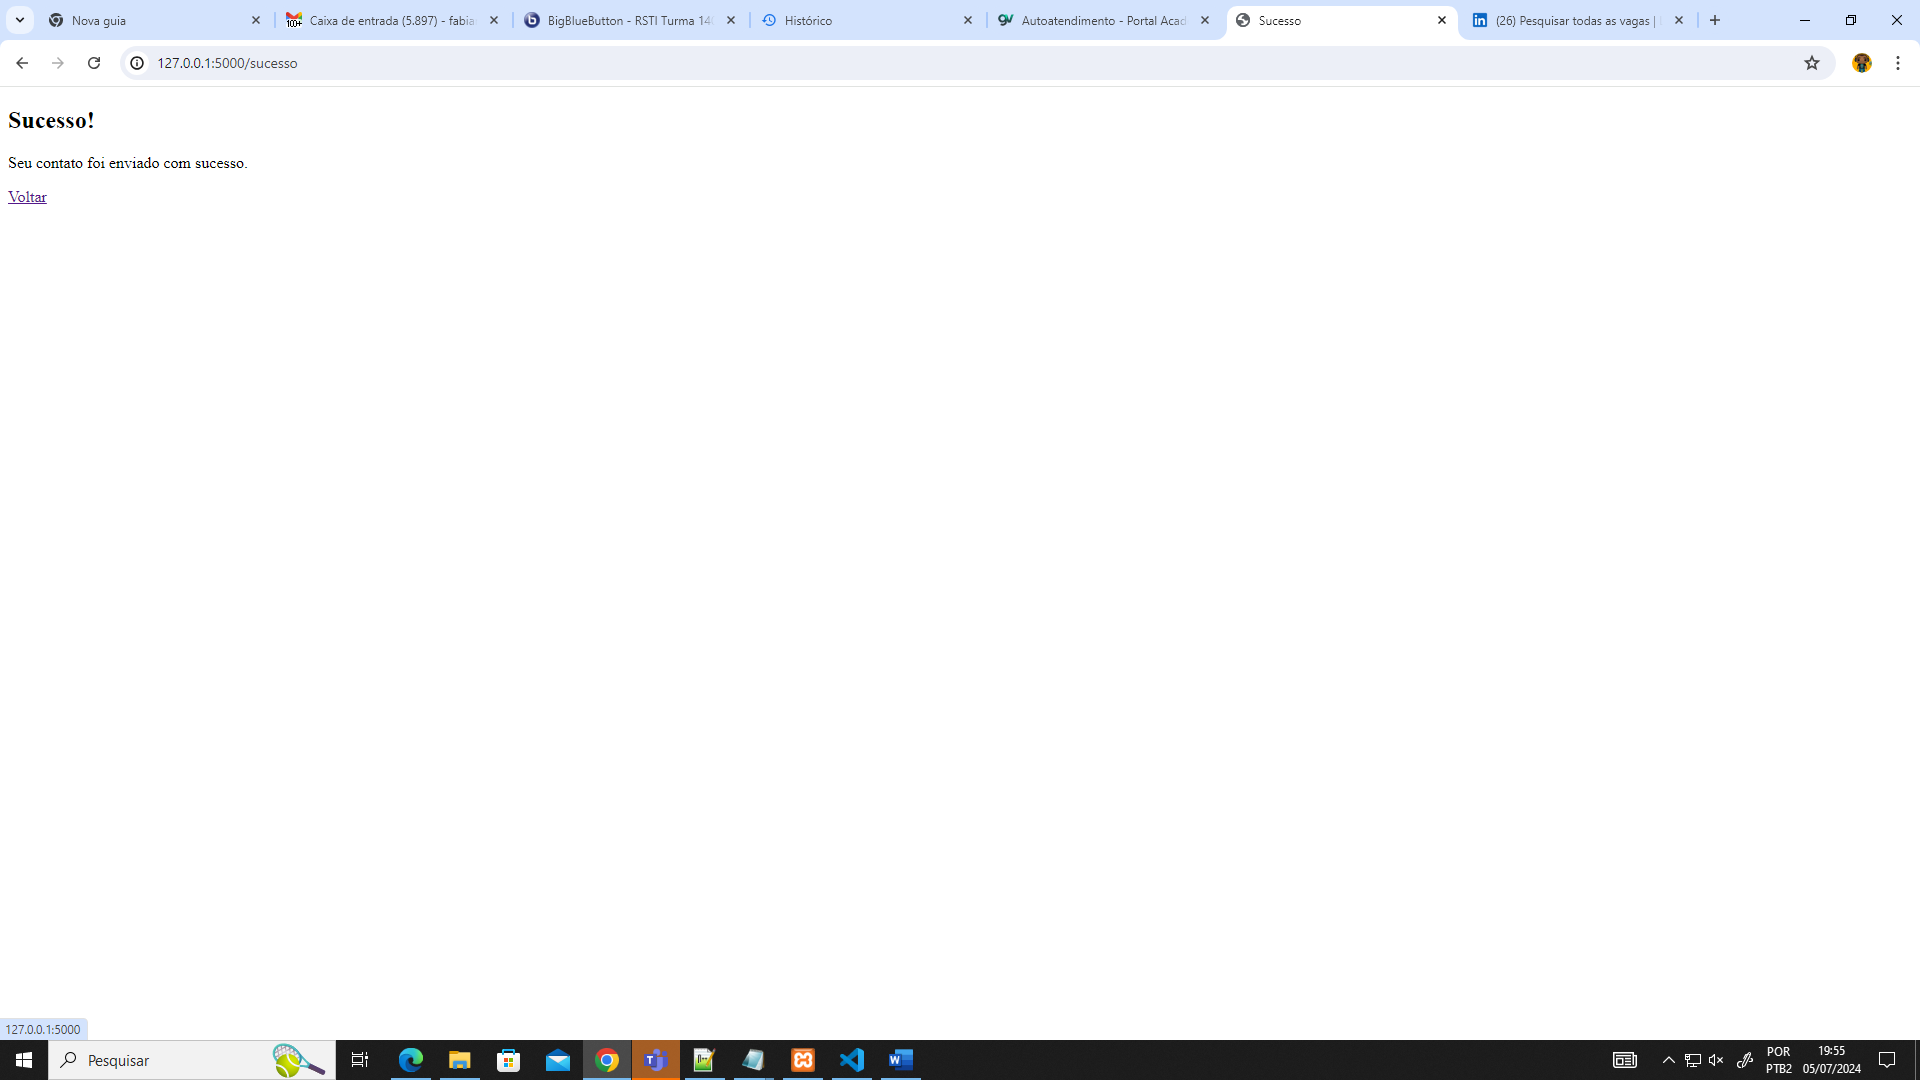 Nova guia
Caixa de entrada (5.897) - fabia
BigBlueButton - RSTI Turma 14
Histórico
Autoatendimento - Portal Acad
Sucesso
(26) Pesquisar todas as vagas |
127.0.0.1:5000/sucesso
Sucesso!
Seu contato foi enviado com sucesso.
Voltar
127.0.0.1:5000
Pesquisar
POR
PTB2
19:55
05/07/2024